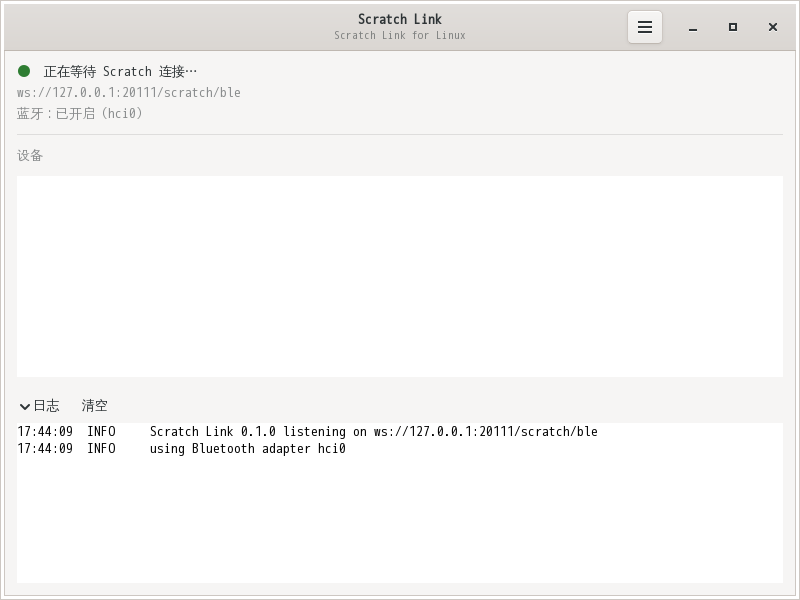 Scratch Link
Scratch Link for Linux
正在等待 Scratch 连接…
ws://127.0.0.1:20111/scratch/ble
蓝牙：已开启（hci0）
设备
日志 清空
17:44:09 INFO Scratch Link 0.1.0 listening on ws://127.0.0.1:20111/scratch/ble
17:44:09 INFO using Bluetooth adapter hci0